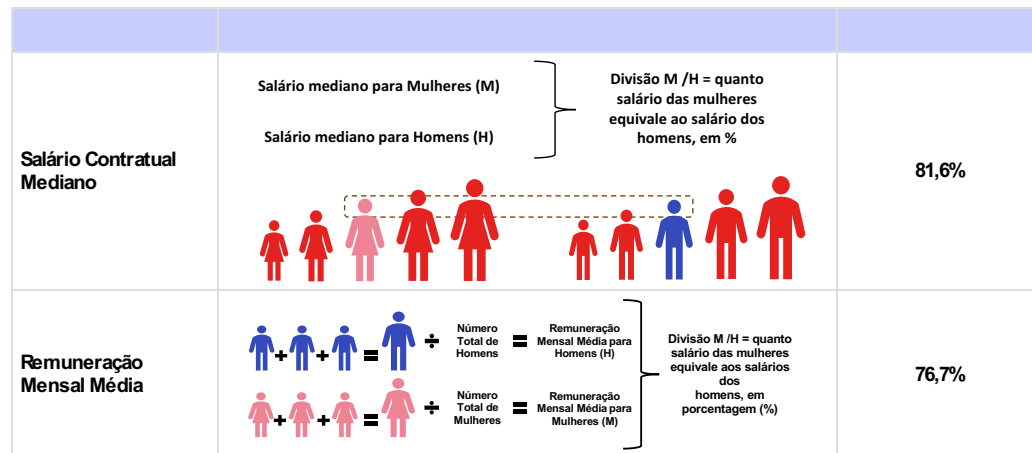 Salário Contratual
Mediano
Salário mediano para Mulheres (M)
Salário mediano para Homens (H)
Divisão M /H = quanto
salário das mulheres
equivale ao salário dos
homens, em %
81,6%
Remuneração
Mensal Média
+
+
=
÷
Número
Total de
Homens
=
Remuneração
Mensal Média para
Homens (H)
+
+
=
÷
Número
Total de
Mulheres
=
Remuneração
Mensal Média para
Mulheres (M)
Divisão M /H = quanto
salário das mulheres
equivale aos salários
dos
homens, em
porcentagem (%)
76,7%